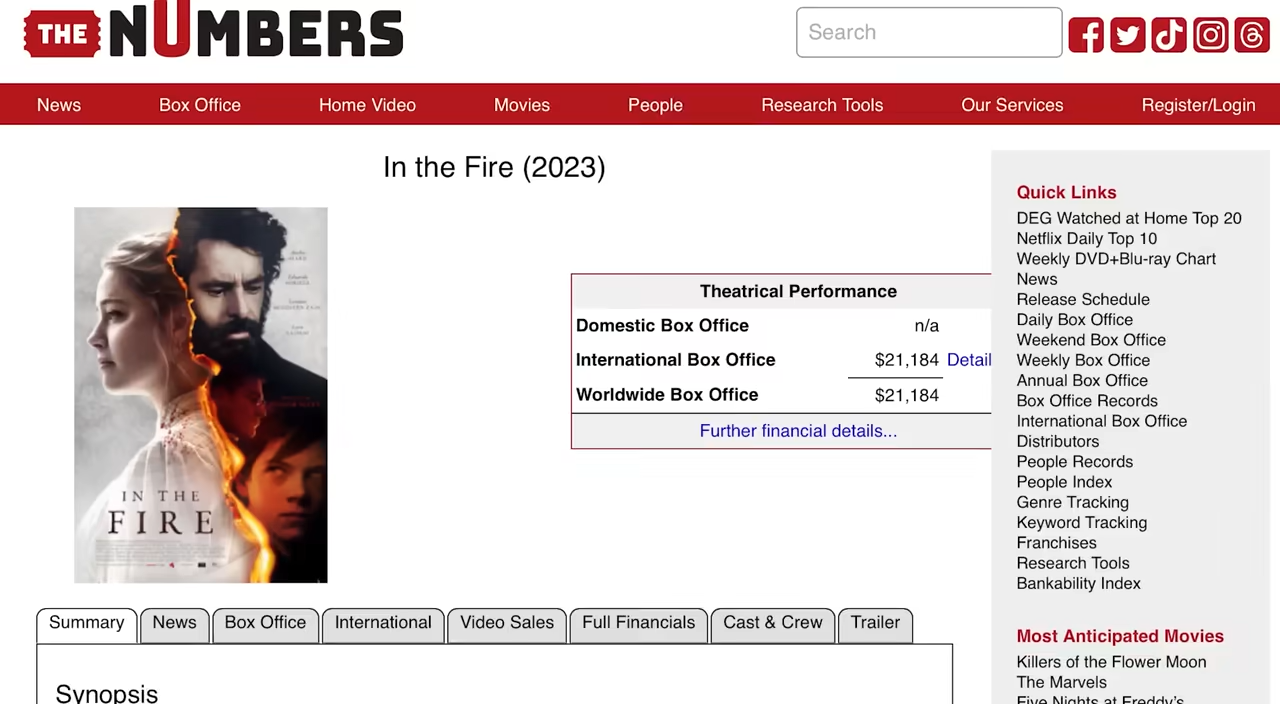 THE NUMBERS
Search
News Box Office Home Video Movies People Research Tools Our Services Register/Login
In the Fire (2023)
IN THE
FIRE
Theatrical Performance
Domestic Box Office n/a
International Box Office $21,184 Detail
Worldwide Box Office $21,184
Further financial details...
Summary News Box Office International Video Sales Full Financials Cast & Crew Trailer
Synopsis
Quick Links
DEG Watched at Home Top 20
Netflix Daily Top 10
Weekly DVD+Blu-ray Chart
News
Release Schedule
Daily Box Office
Weekend Box Office
Weekly Box Office
Annual Box Office
Box Office Records
International Box Office
Distributors
People Records
People Index
Genre Tracking
Keyword Tracking
Franchises
Research Tools
Bankability Index
Most Anticipated Movies
Killers of the Flower Moon
The Marvels
Five Nights at Freddy's